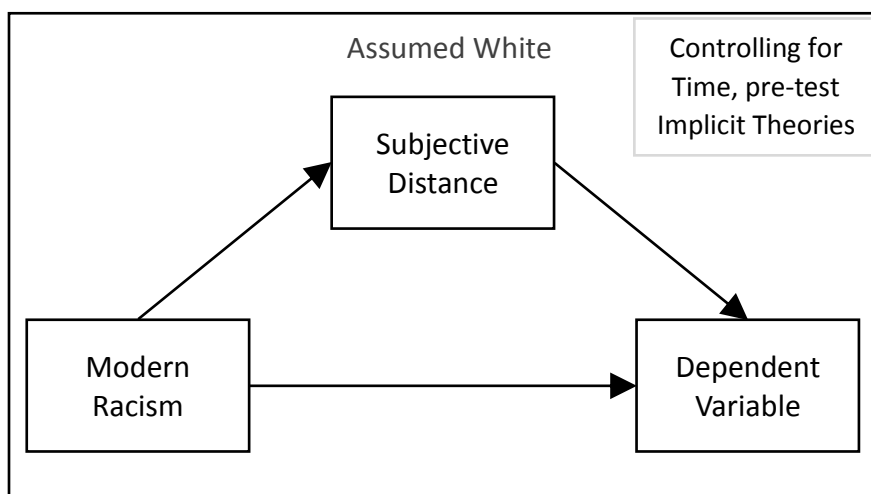 Assumed White
Controlling for
Time, pre-test
Implicit Theories
Subjective
Distance
Modern
Racism
Dependent
Variable